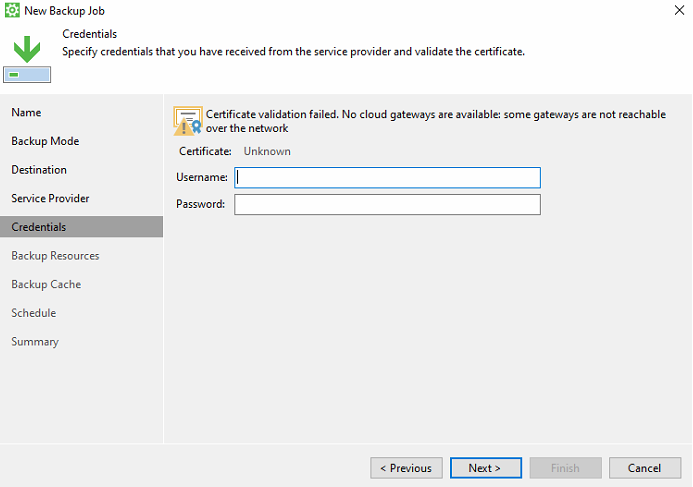 New Backup Job
Credentials
Specify credentials that you have received from the service provider and validate the certificate.
Name
Backup Mode
Destination
Service Provider
Credentials
Backup Resources
Backup Cache
Schedule
Summary
Certificate validation failed. No cloud gateways are available: some gateways are not reachable
over the network
Certificate: Unknown
Username:
Password:
< Previous
Next >
Finish
Cancel